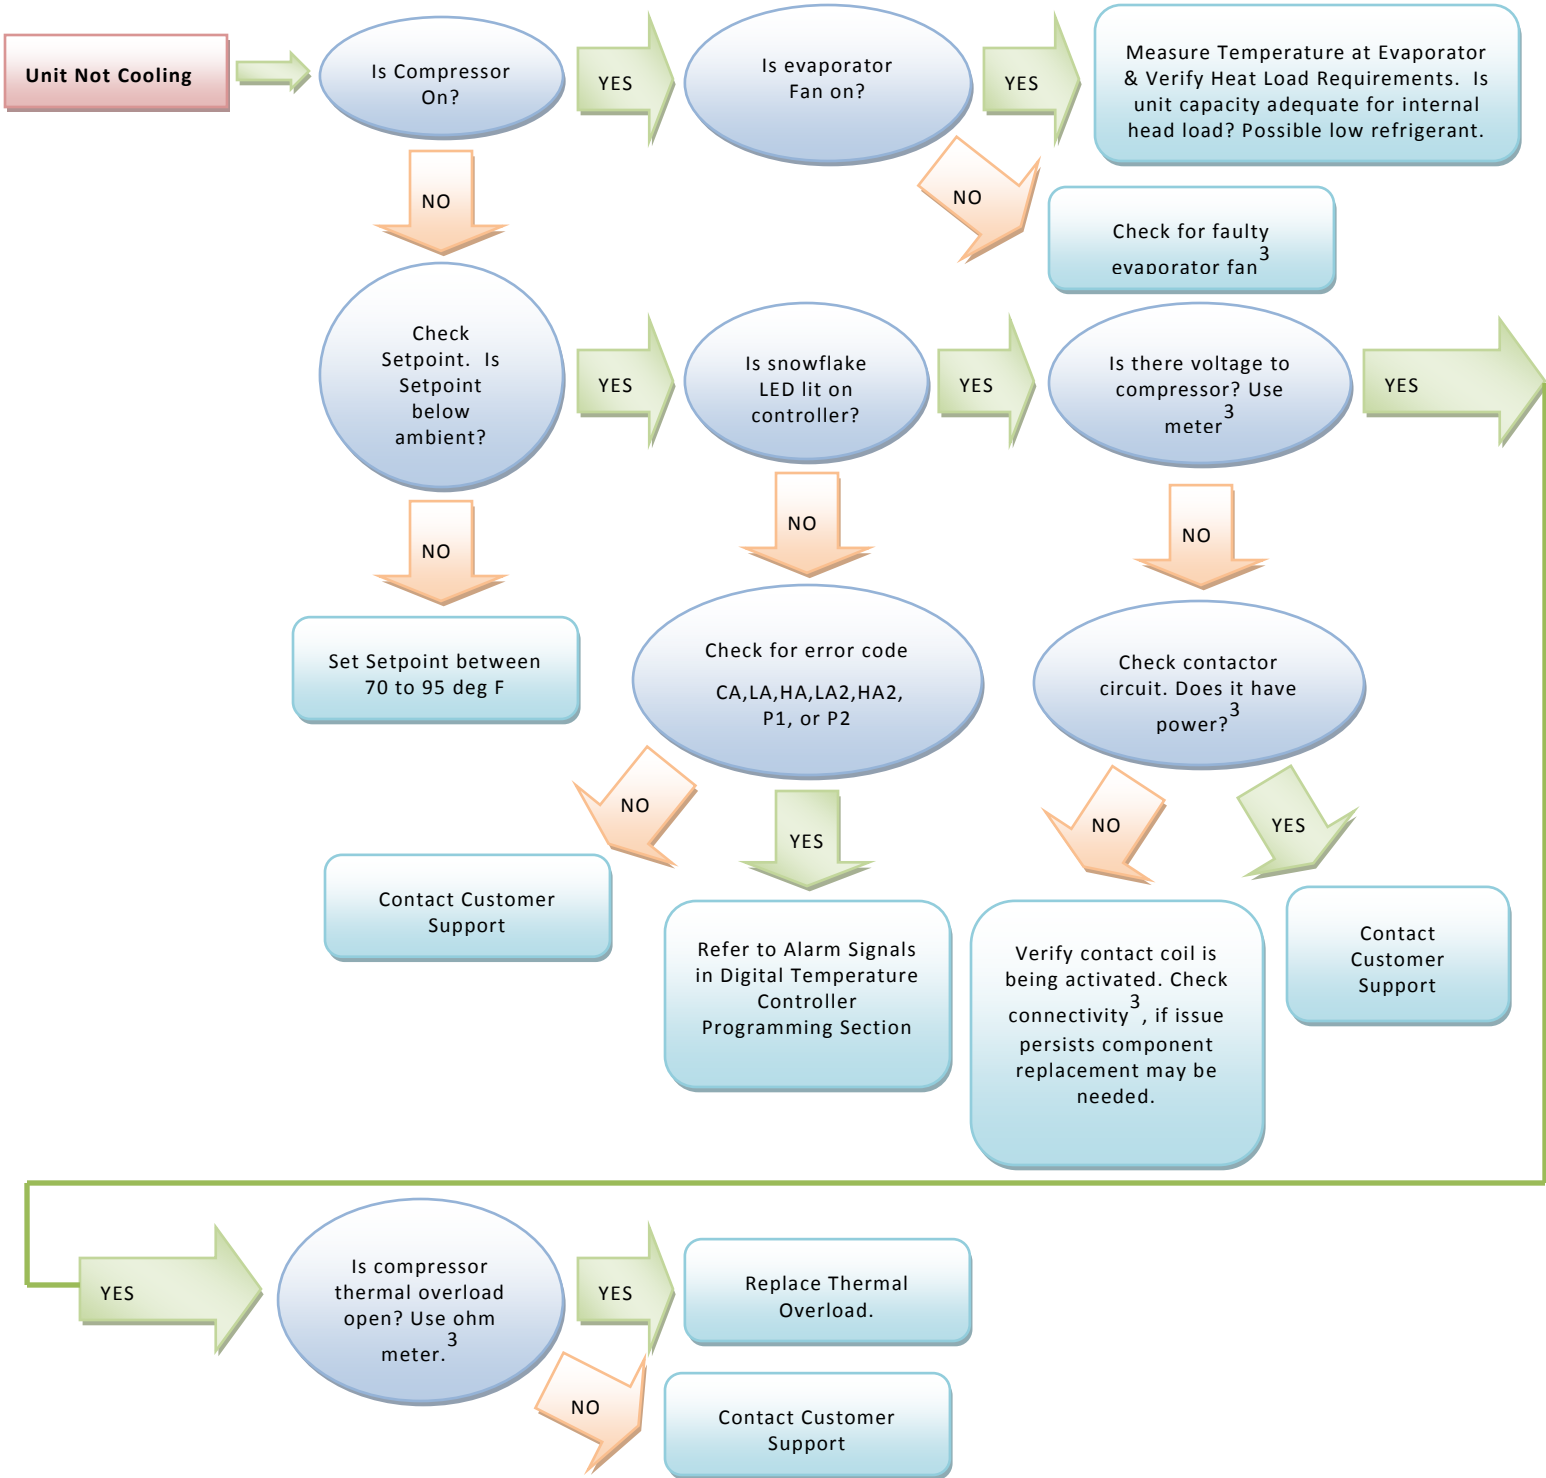 Unit Not Cooling
Is Compressor
On?
YES
Is evaporator
Fan on?
YES
Measure Temperature at Evaporator
& Verify Heat Load Requirements. Is
unit capacity adequate for internal
head load? Possible low refrigerant.
NO
NO
Check for faulty
evaporator fan3
Check
Setpoint. Is
Setpoint
below
ambient?
YES
Is snowflake
LED lit on
controller?
YES
Is there voltage to
compressor? Use
meter3
YES
NO
NO
NO
Set Setpoint between
70 to 95 deg F
Check for error code
CA,LA,HA,LA2,HA2,
P1, or P2
Check contactor
circuit. Does it have
power?3
NO
YES
NO
YES
Contact Customer
Support
Refer to Alarm Signals
in Digital Temperature
Controller
Programming Section
Verify contact coil is
being activated. Check
connectivity3, if issue
persists component
replacement may be
needed.
Contact
Customer
Support
YES
Is compressor
thermal overload
open? Use ohm
meter.3
YES
Replace Thermal
Overload.
NO
Contact Customer
Support